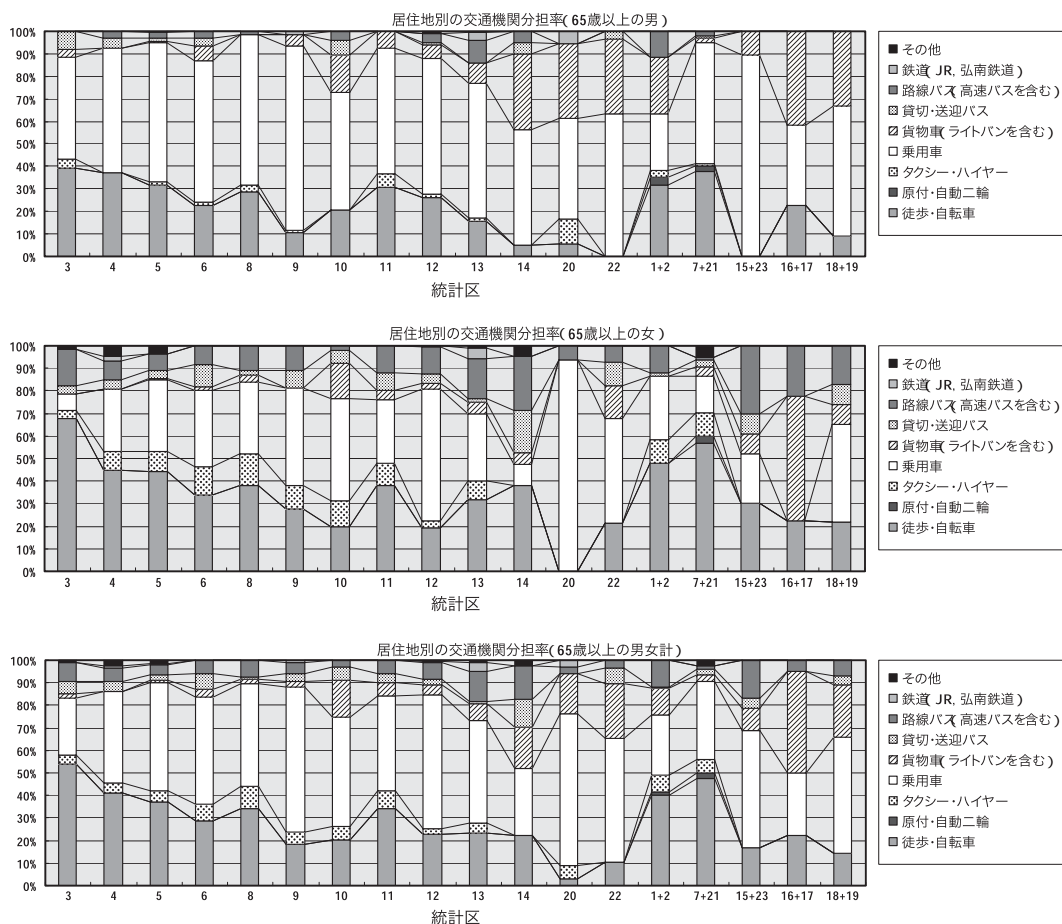 居住地別の交通機関分担率(65歳以上の男)
100%
90%
80%
70%
60%
50%
40%
30%
20%
10%
0%
3 4 5 6 8 9 10 11 12 13 14 20 22 1+2 7+21 15+23 16+17 18+19
統計区
その他
鉄道(JR, 弘南鉄道)
路線バス(高速バスを含む)
貸切・送迎バス
貨物車(ライトバンを含む)
乗用車
タクシー・ハイヤー
原付・自動二輪
徒歩・自転車
居住地別の交通機関分担率(65歳以上の女)
100%
90%
80%
70%
60%
50%
40%
30%
20%
10%
0%
3 4 5 6 8 9 10 11 12 13 14 20 22 1+2 7+21 15+23 16+17 18+19
統計区
その他
鉄道(JR, 弘南鉄道)
路線バス(高速バスを含む)
貸切・送迎バス
貨物車(ライトバンを含む)
乗用車
タクシー・ハイヤー
原付・自動二輪
徒歩・自転車
居住地別の交通機関分担率(65歳以上の男女計)
100%
90%
80%
70%
60%
50%
40%
30%
20%
10%
0%
3 4 5 6 8 9 10 11 12 13 14 20 22 1+2 7+21 15+23 16+17 18+19
統計区
その他
鉄道(JR, 弘南鉄道)
路線バス(高速バスを含む)
貸切・送迎バス
貨物車(ライトバンを含む)
乗用車
タクシー・ハイヤー
原付・自動二輪
徒歩・自転車